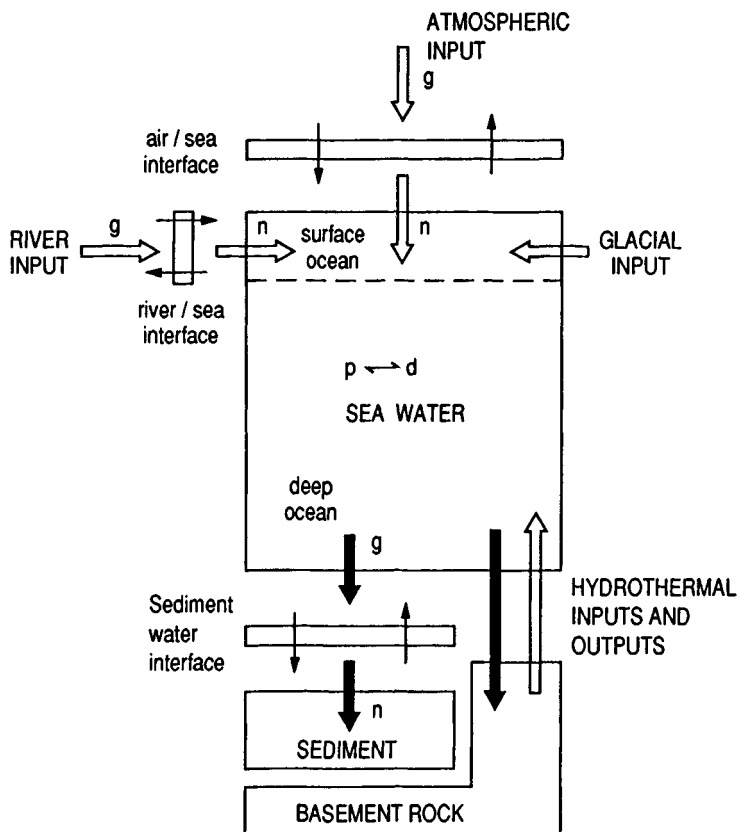 ATMOSPHERIC
INPUT
g
air / sea
interface
RIVER
INPUT
g
n
surface
ocean
n
GLACIAL
INPUT
river / sea
interface
p d
SEA WATER
deep
ocean
g
Sediment
water
interface
HYDROTHERMAL
INPUTS AND
OUTPUTS
n
SEDIMENT
BASEMENT ROCK